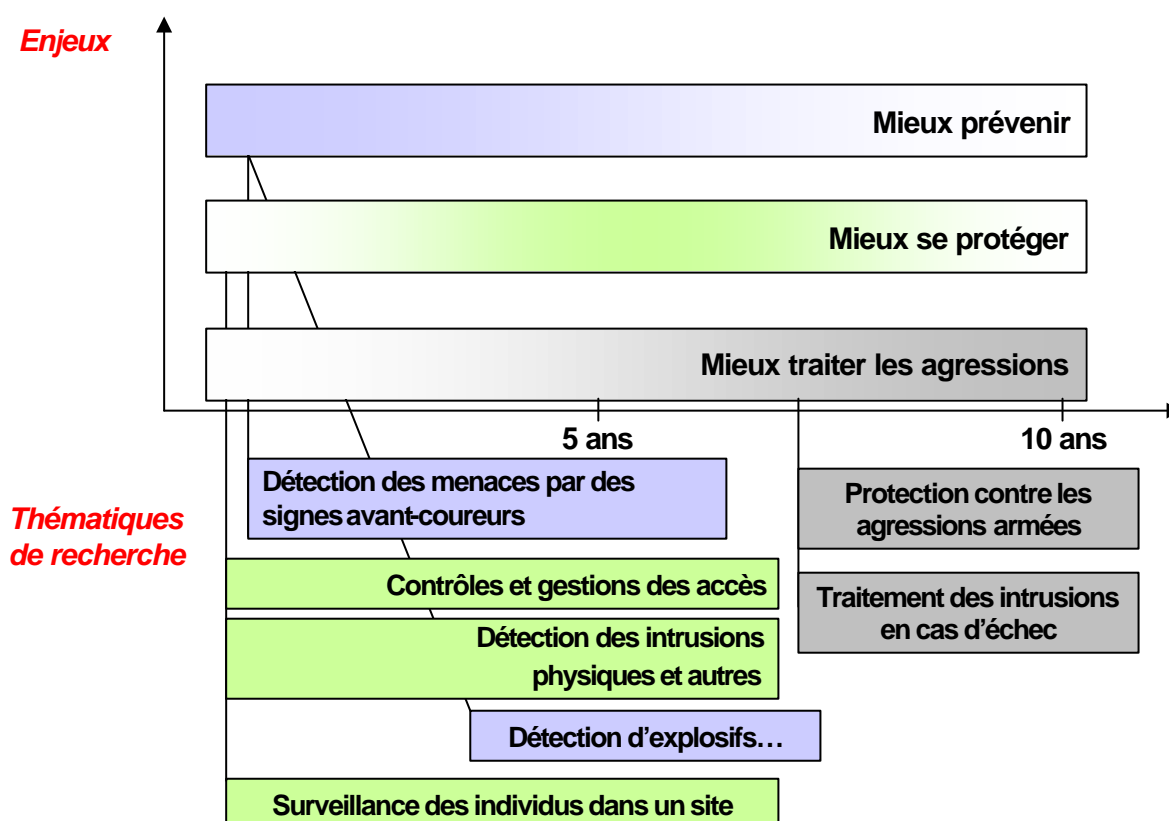 Enjeux
Mieux prévenir
Mieux se protéger
Mieux traiter les agressions
5 ans
10 ans
Thématiques
de recherche
Détection des menaces par des
signes avant-coureurs
Contrôles et gestions des accès
Détection des intrusions
physiques et autres
Détection d'explosifs…
Surveillance des individus dans un site
Protection contre les
agressions armées
Traitement des intrusions
en cas d'échec